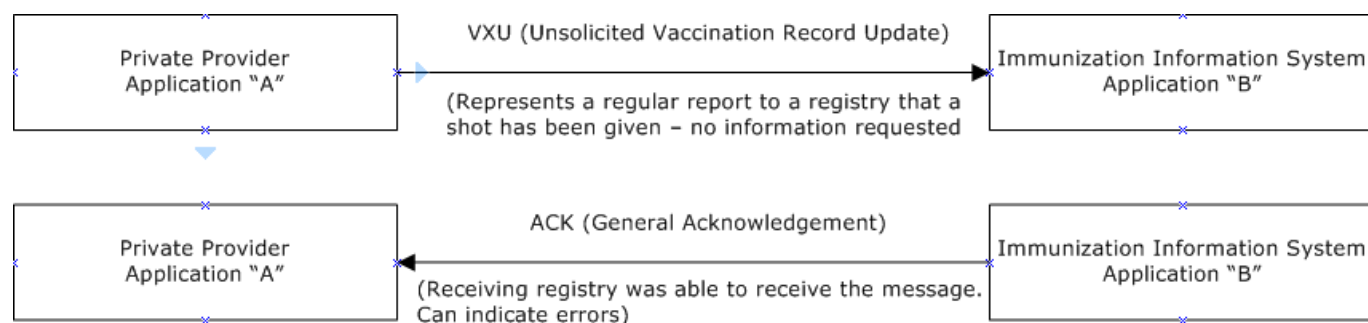 Private Provider
Application “A”
VXU (Unsolicited Vaccination Record Update)
(Represents a regular report to a registry that a
shot has been given – no information requested
Immunization Information System
Application “B”
Private Provider
Application “A”
ACK (General Acknowledgement)
(Receiving registry was able to receive the message.
Can indicate errors)
Immunization Information System
Application “B”